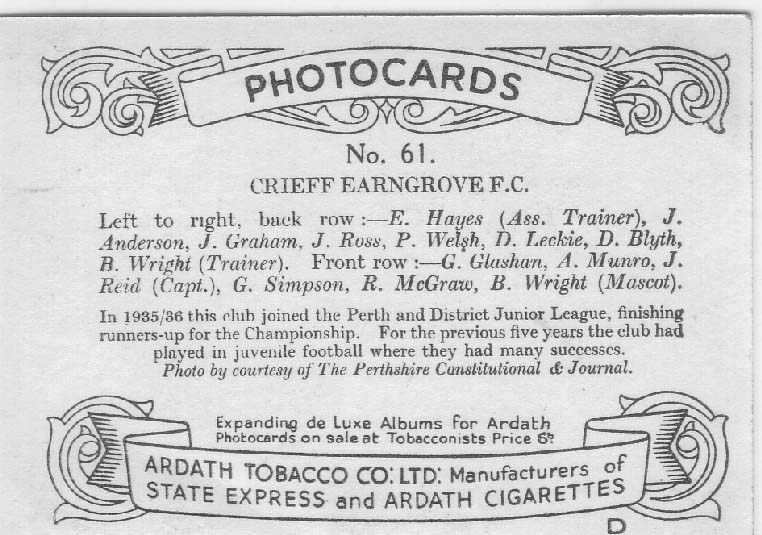 PHOTOCARDS
No. 61.
CRIEFF EARNGROVE F.C.
Left to right, back row :—E. Hayes (Ass. Trainer), J.
Anderson, J. Graham, J. Ross, P. Welsh, D. Leckie, D. Blyth,
B. Wright (Trainer). Front row :—G. Glashan, A. Munro, J.
Reid (Capt.), G. Simpson, R. McGraw, B. Wright (Mascot).
In 1935/36 this club joined the Perth and District Junior League, finishing
runners-up for the Championship. For the previous five years the club had
played in juvenile football where they had many successes.
Photo by courtesy of The Perthshire Constitutional & Journal.
Expanding de Luxe Albums for Ardath
Photocards on sale at Tobacconists Price 6ᴰ
ARDATH TOBACCO CO: LTD: Manufacturers of
STATE EXPRESS and ARDATH CIGARETTES
D